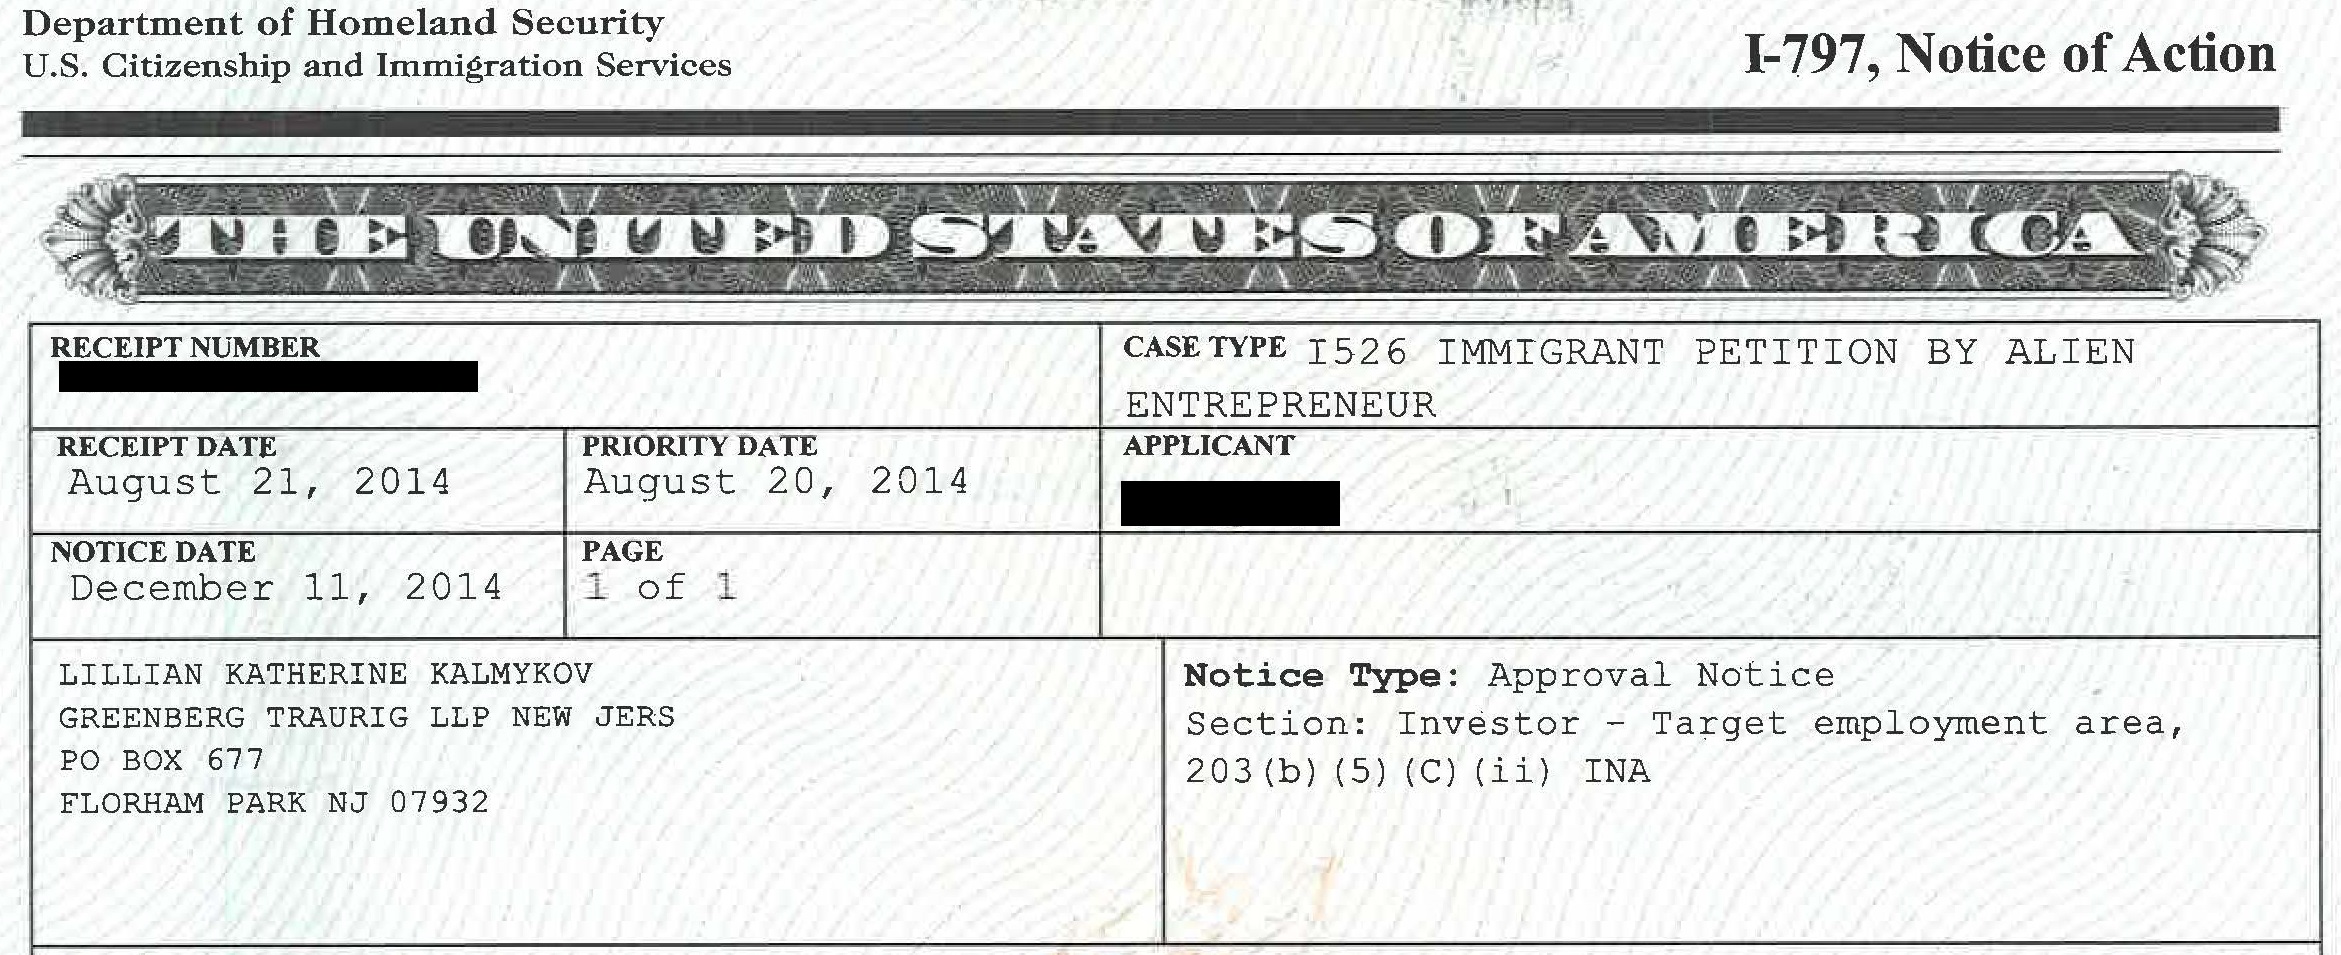 Department of Homeland Security
U.S. Citizenship and Immigration Services
I-797, Notice of Action
THE UNITED STATES OF AMERICA
RECEIPT NUMBER
CASE TYPE I526 IMMIGRANT PETITION BY ALIEN
ENTREPRENEUR
RECEIPT DATE
August 21, 2014
PRIORITY DATE
August 20, 2014
APPLICANT
NOTICE DATE
December 11, 2014
PAGE
1 of 1
LILLIAN KATHERINE KALMYKOV
GREENBERG TRAURIG LLP NEW JERS
PO BOX 677
FLORHAM PARK NJ 07932
Notice Type: Approval Notice
Section: Investor - Target employment area,
203(b)(5)(C)(ii) INA